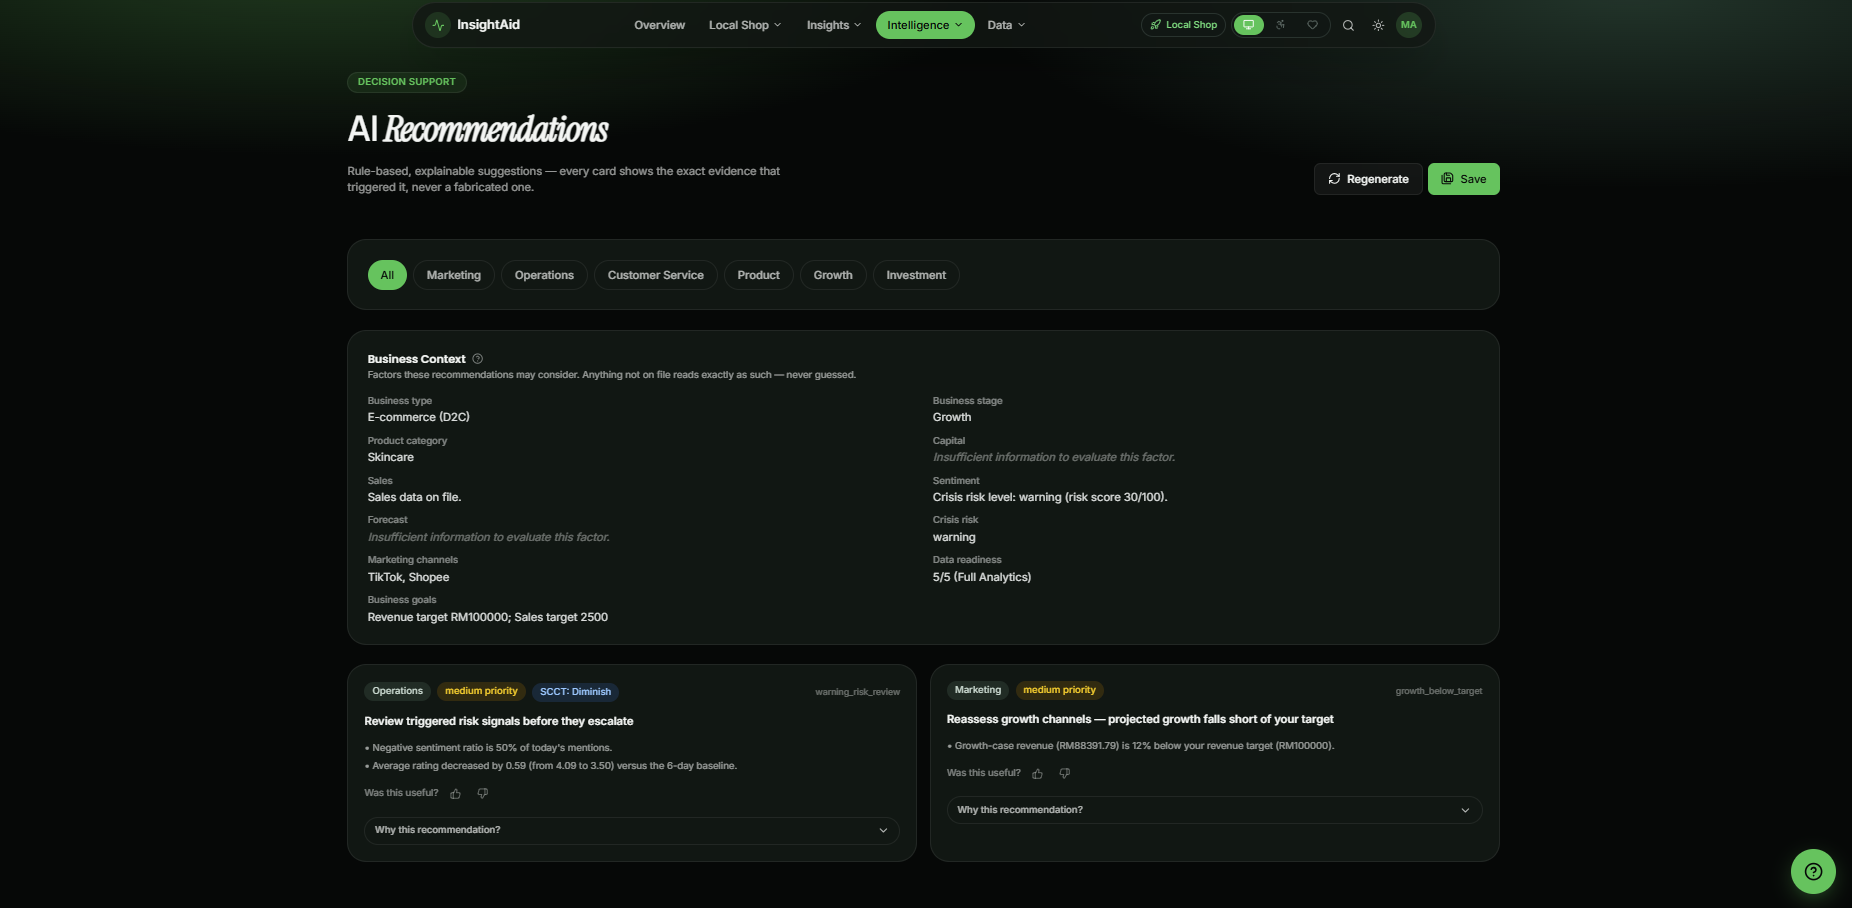 InsightAid
Overview
Local Shop
Insights
Intelligence
Data
Local Shop
MA
DECISION SUPPORT
AI Recommendations
Rule-based, explainable suggestions — every card shows the exact evidence that
triggered it, never a fabricated one.
Regenerate
Save
All
Marketing
Operations
Customer Service
Product
Growth
Investment
Business Context
Factors these recommendations may consider. Anything not on file reads exactly as such — never guessed.
Business type
E-commerce (D2C)
Business stage
Growth
Product category
Skincare
Capital
Insufficient information to evaluate this factor.
Sales
Sales data on file.
Sentiment
Crisis risk level: warning (risk score 30/100).
Forecast
Insufficient information to evaluate this factor.
Crisis risk
warning
Marketing channels
TikTok, Shopee
Data readiness
5/5 (Full Analytics)
Business goals
Revenue target RM100000; Sales target 2500
Operations
medium priority
SCCT: Diminish
warning_risk_review
Review triggered risk signals before they escalate
• Negative sentiment ratio is 50% of today's mentions.
• Average rating decreased by 0.59 (from 4.09 to 3.50) versus the 6-day baseline.
Was this useful?
Why this recommendation?
Marketing
medium priority
growth_below_target
Reassess growth channels — projected growth falls short of your target
• Growth-case revenue (RM88391.79) is 12% below your revenue target (RM100000).
Was this useful?
Why this recommendation?